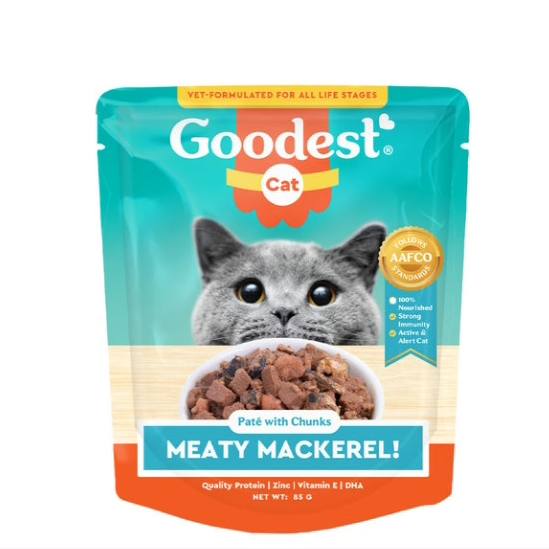 VET-FORMULATED FOR ALL LIFE STAGES
Goodest®
Cat
FOLLOWS
AAFCO
STANDARDS
100%
Nourished
Strong
Immunity
Active &
Alert Cat
Paté with Chunks
MEATY MACKEREL!
Quality Protein | Zinc | Vitamin E | DHA
NET WT: 85 G